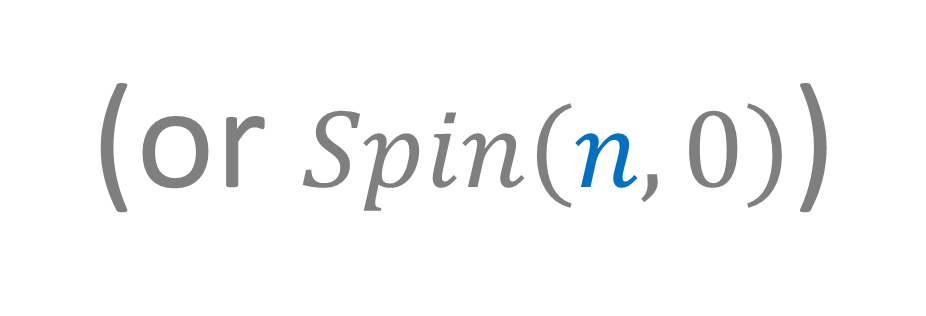 (or Spin(n, 0))